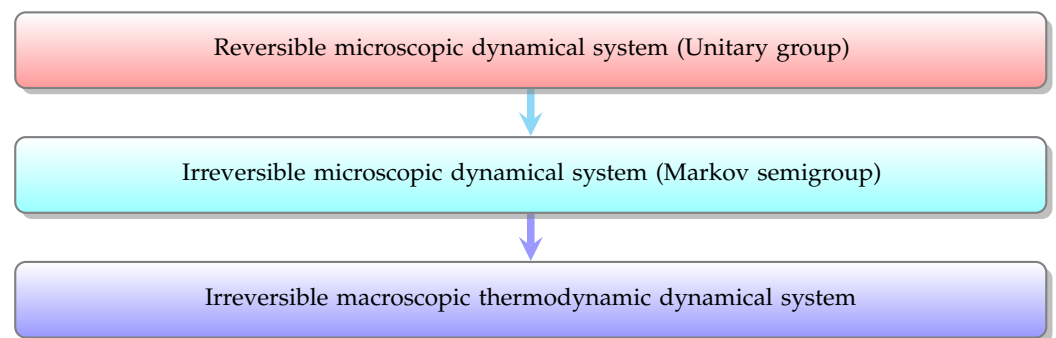 Reversible microscopic dynamical system (Unitary group)
Irreversible microscopic dynamical system (Markov semigroup)
Irreversible macroscopic thermodynamic dynamical system